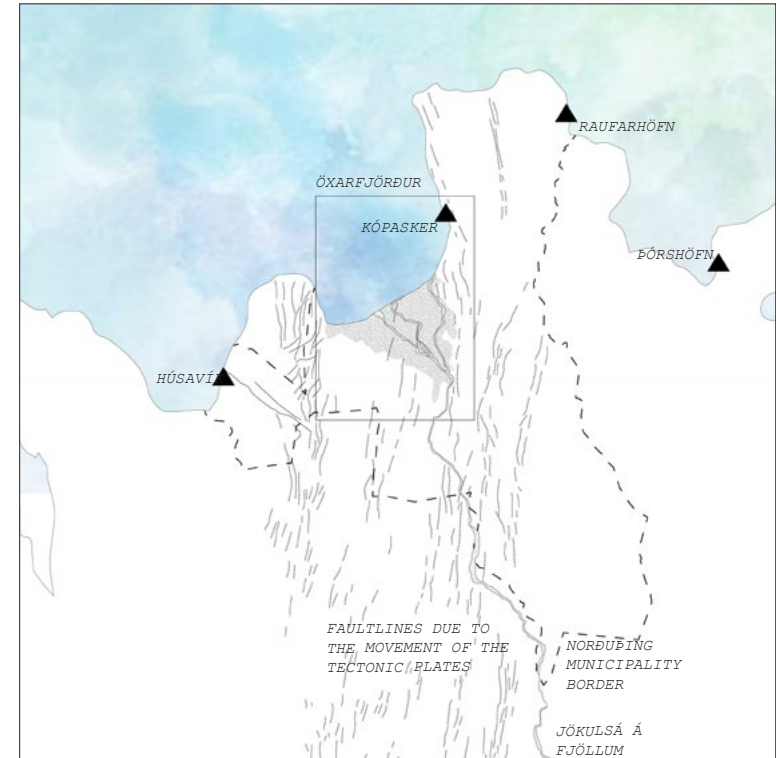 RAUFARHÖFN
ÖXARFJÖRÐUR
KÓPASKER
ÞÓRSHÖFN
HÚSAVÍK
FAULTLINES DUE TO
THE MOVEMENT OF THE
TECTONIC PLATES
NORÐUÞING
MUNICIPALITY
BORDER
JÖKULSÁ Á
FJÖLLUM